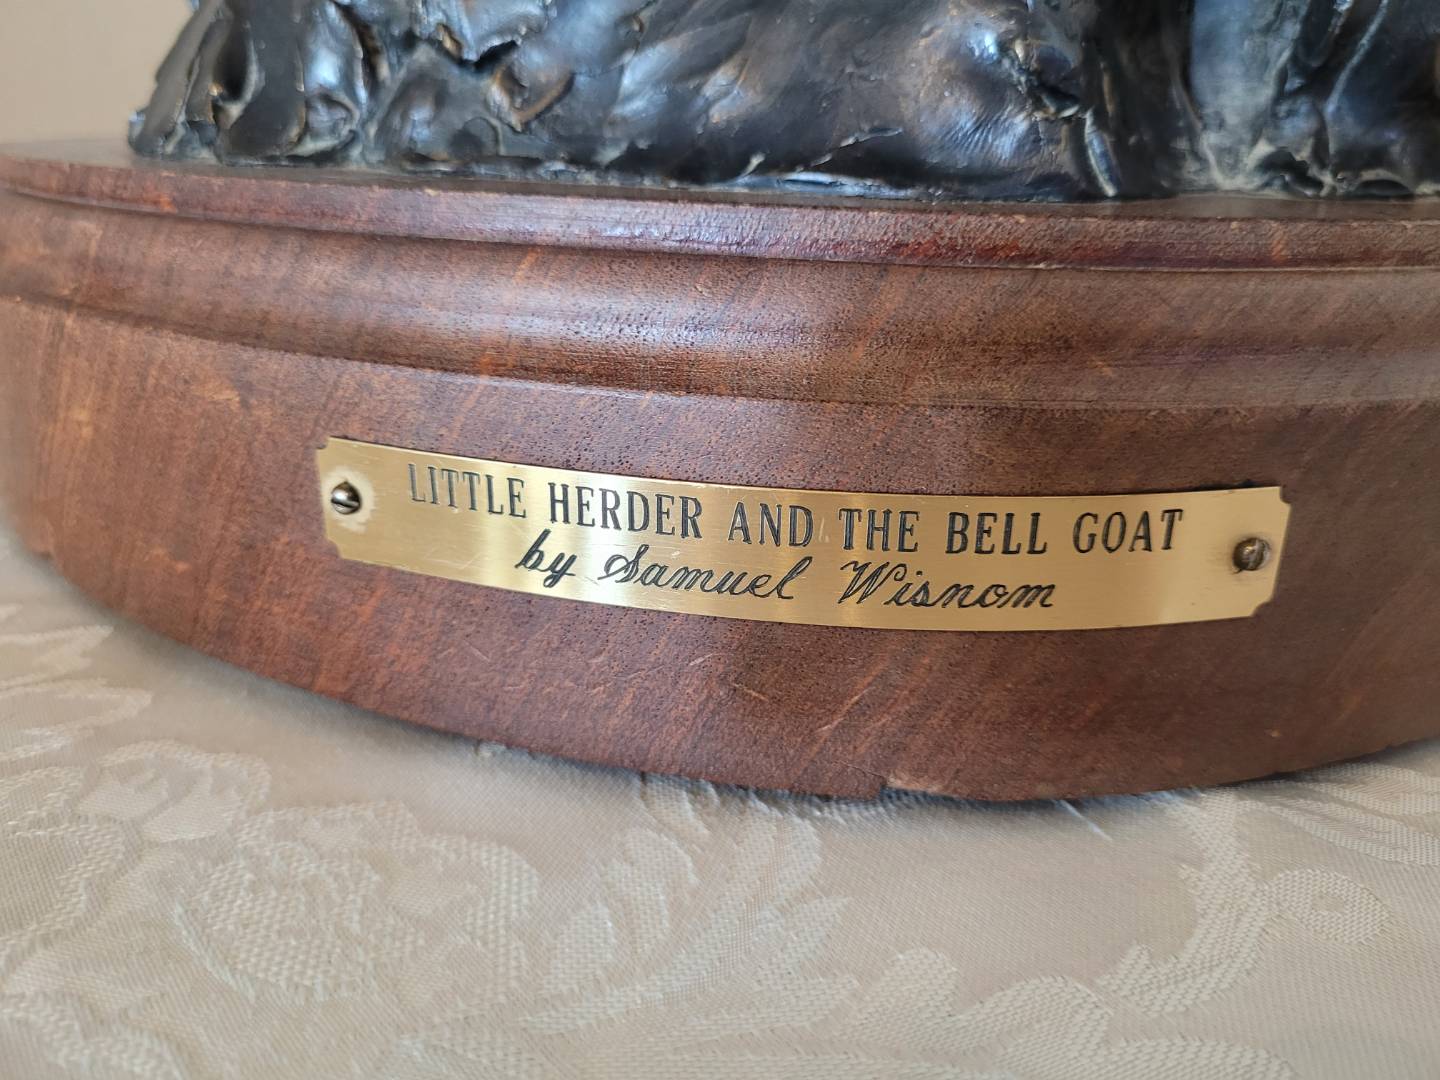 LITTLE HERDER AND THE BELL GOAT
by Samuel Wisnom